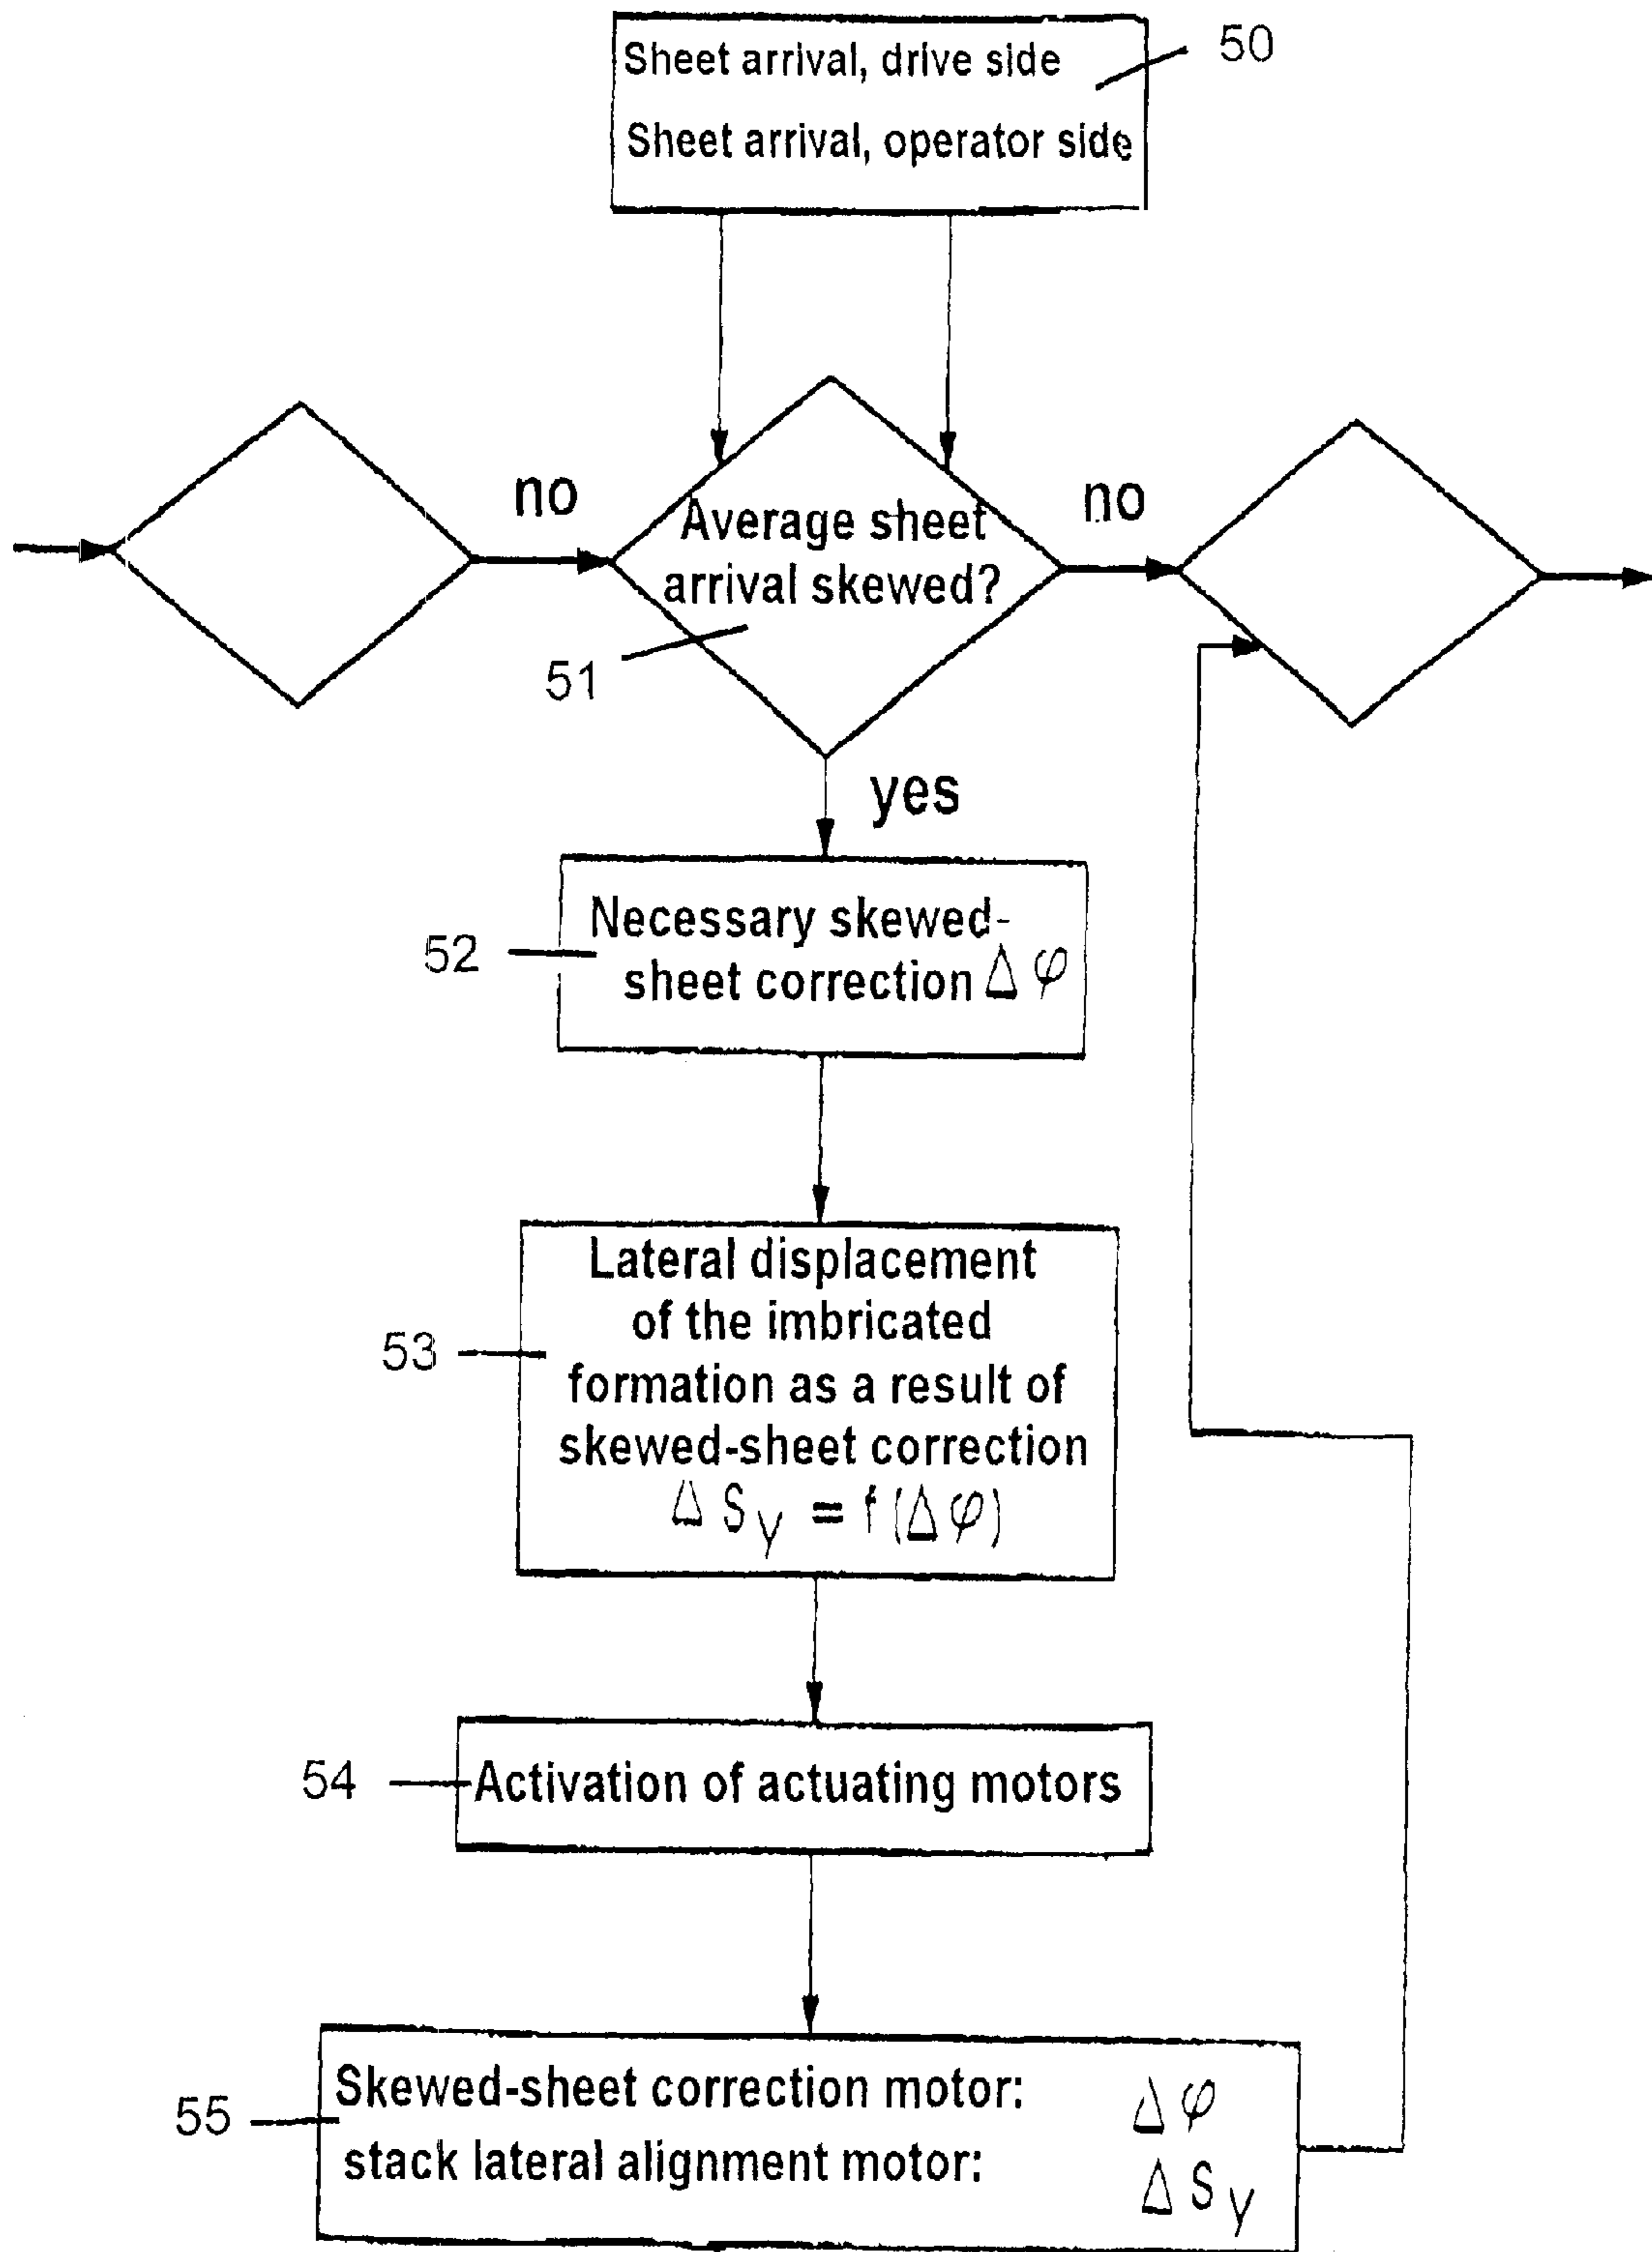 Sheet arrival, drive side
Sheet arrival, operator side
50
no
no
Average sheet
arrival skewed?
51
yes
Necessary skewed-
sheet correction Δφ
52
Lateral displacement
of the imbricated
formation as a result of
skewed-sheet correction
ΔSy = f(Δφ)
53
54
Activation of actuating motors
55
Skewed-sheet correction motor: Δφ
stack lateral alignment motor: ΔSy